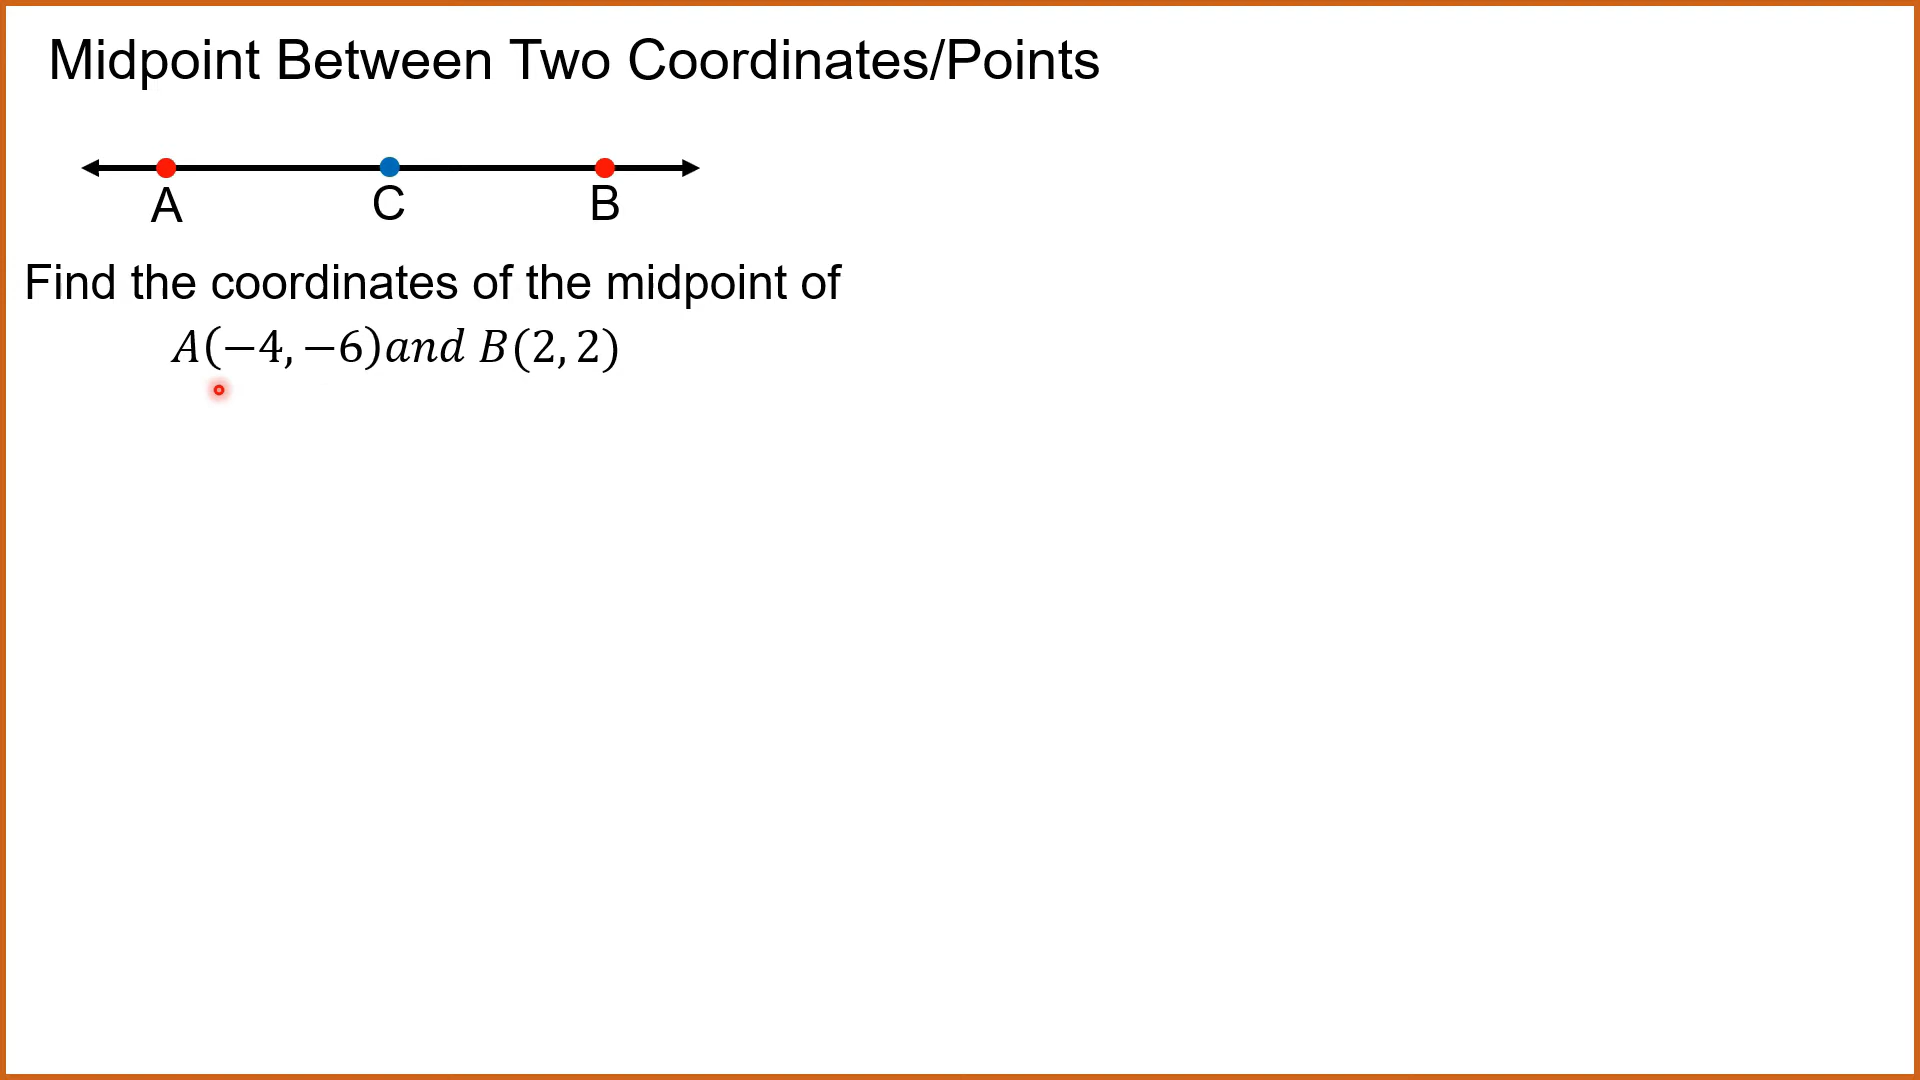 Midpoint Between Two Coordinates/Points
A C B
Find the coordinates of the midpoint of
A(−4, −6)and B(2, 2)